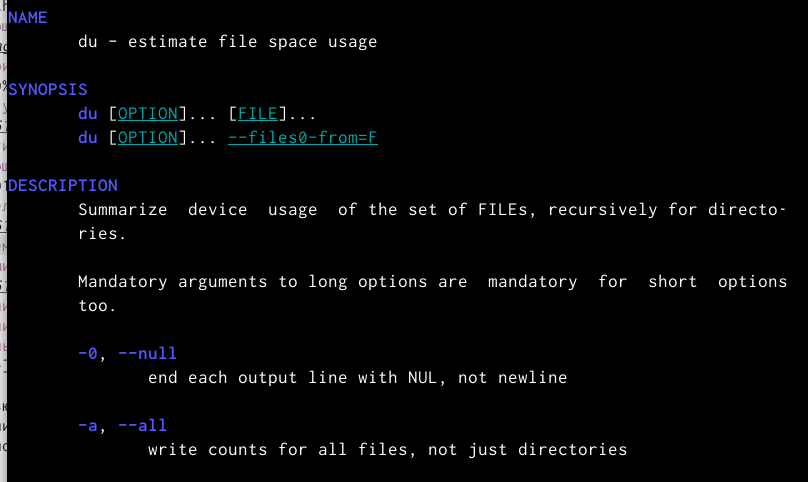 NAME
du - estimate file space usage
SYNOPSIS
du [OPTION]... [FILE]...
du [OPTION]... --files0-from=F
DESCRIPTION
Summarize device usage of the set of FILEs, recursively for directo-
ries.
Mandatory arguments to long options are mandatory for short options
too.
-0, --null
end each output line with NUL, not newline
-a, --all
write counts for all files, not just directories